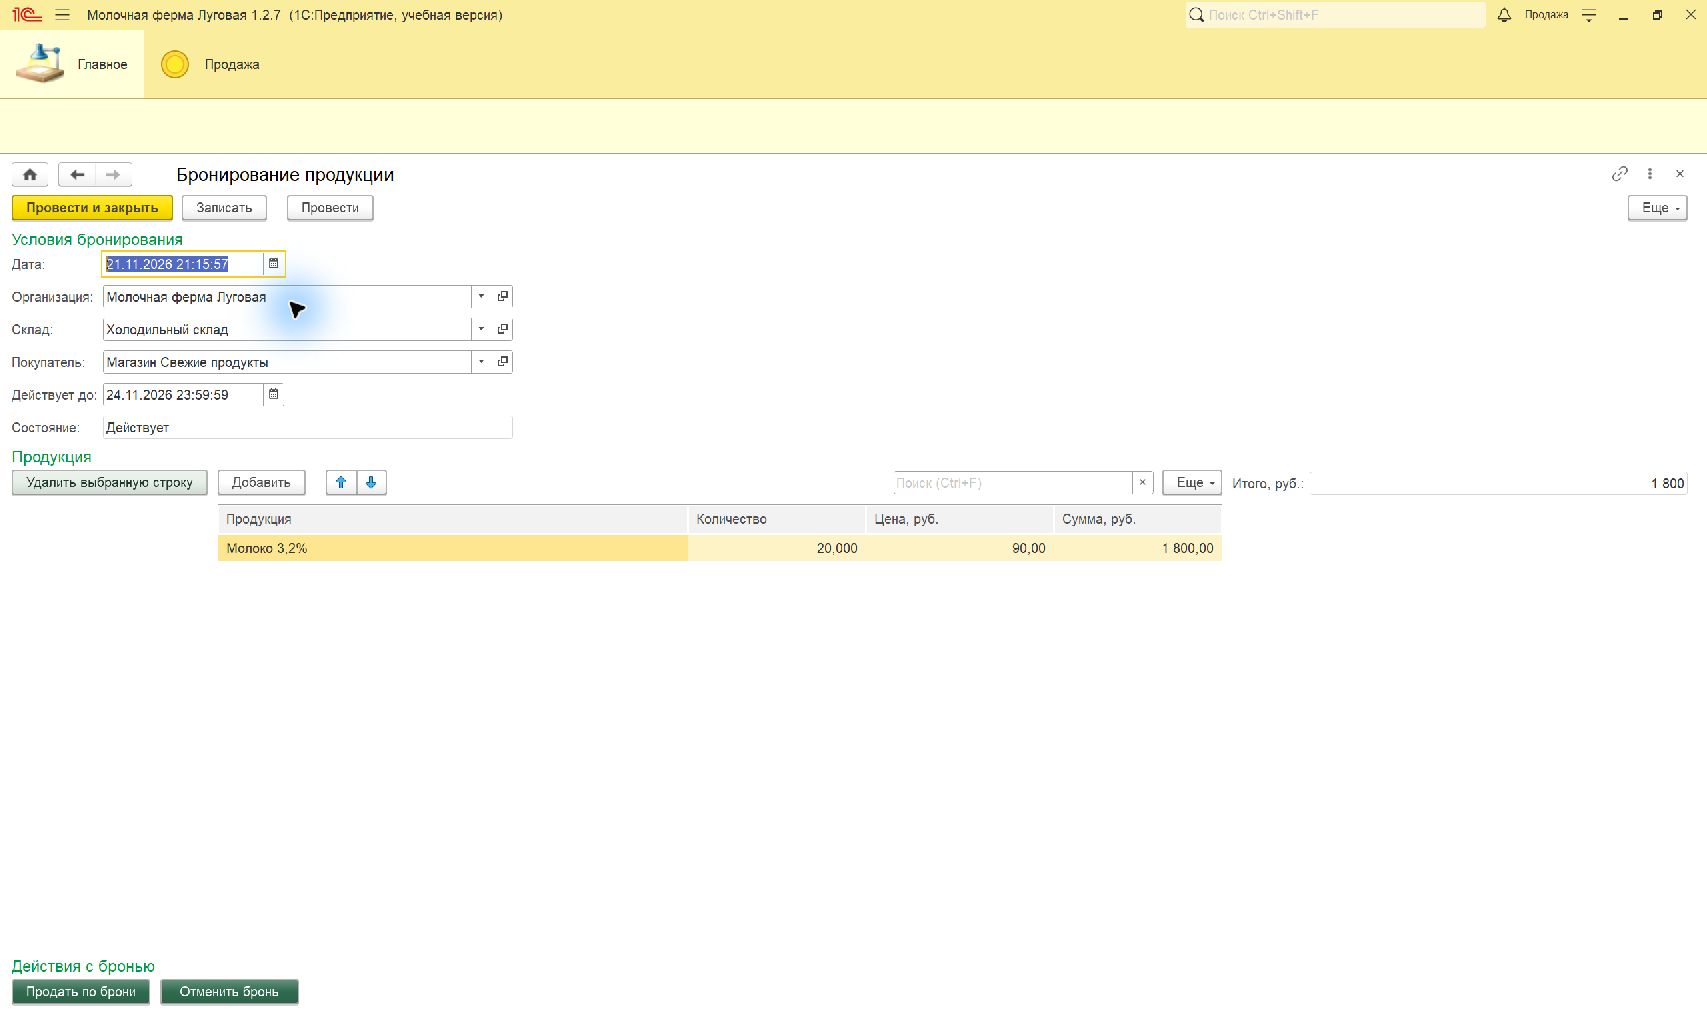 1С Молочная ферма Луговая 1.2.7 (1С:Предприятие, учебная версия) Поиск Ctrl+Shift+F Продажа
Главное Продажа
Бронирование продукции
Провести и закрыть Записать Провести Еще
Условия бронирования
Дата: 21.11.2026 21:15:57
Организация: Молочная ферма Луговая
Склад: Холодильный склад
Покупатель: Магазин Свежие продукты
Действует до: 24.11.2026 23:59:59
Состояние: Действует
Продукция
Удалить выбранную строку Добавить Поиск (Ctrl+F) × Еще Итого, руб.: 1 800
Продукция Количество Цена, руб. Сумма, руб.
Молоко 3,2% 20,000 90,00 1 800,00
Действия с бронью
Продать по брони Отменить бронь